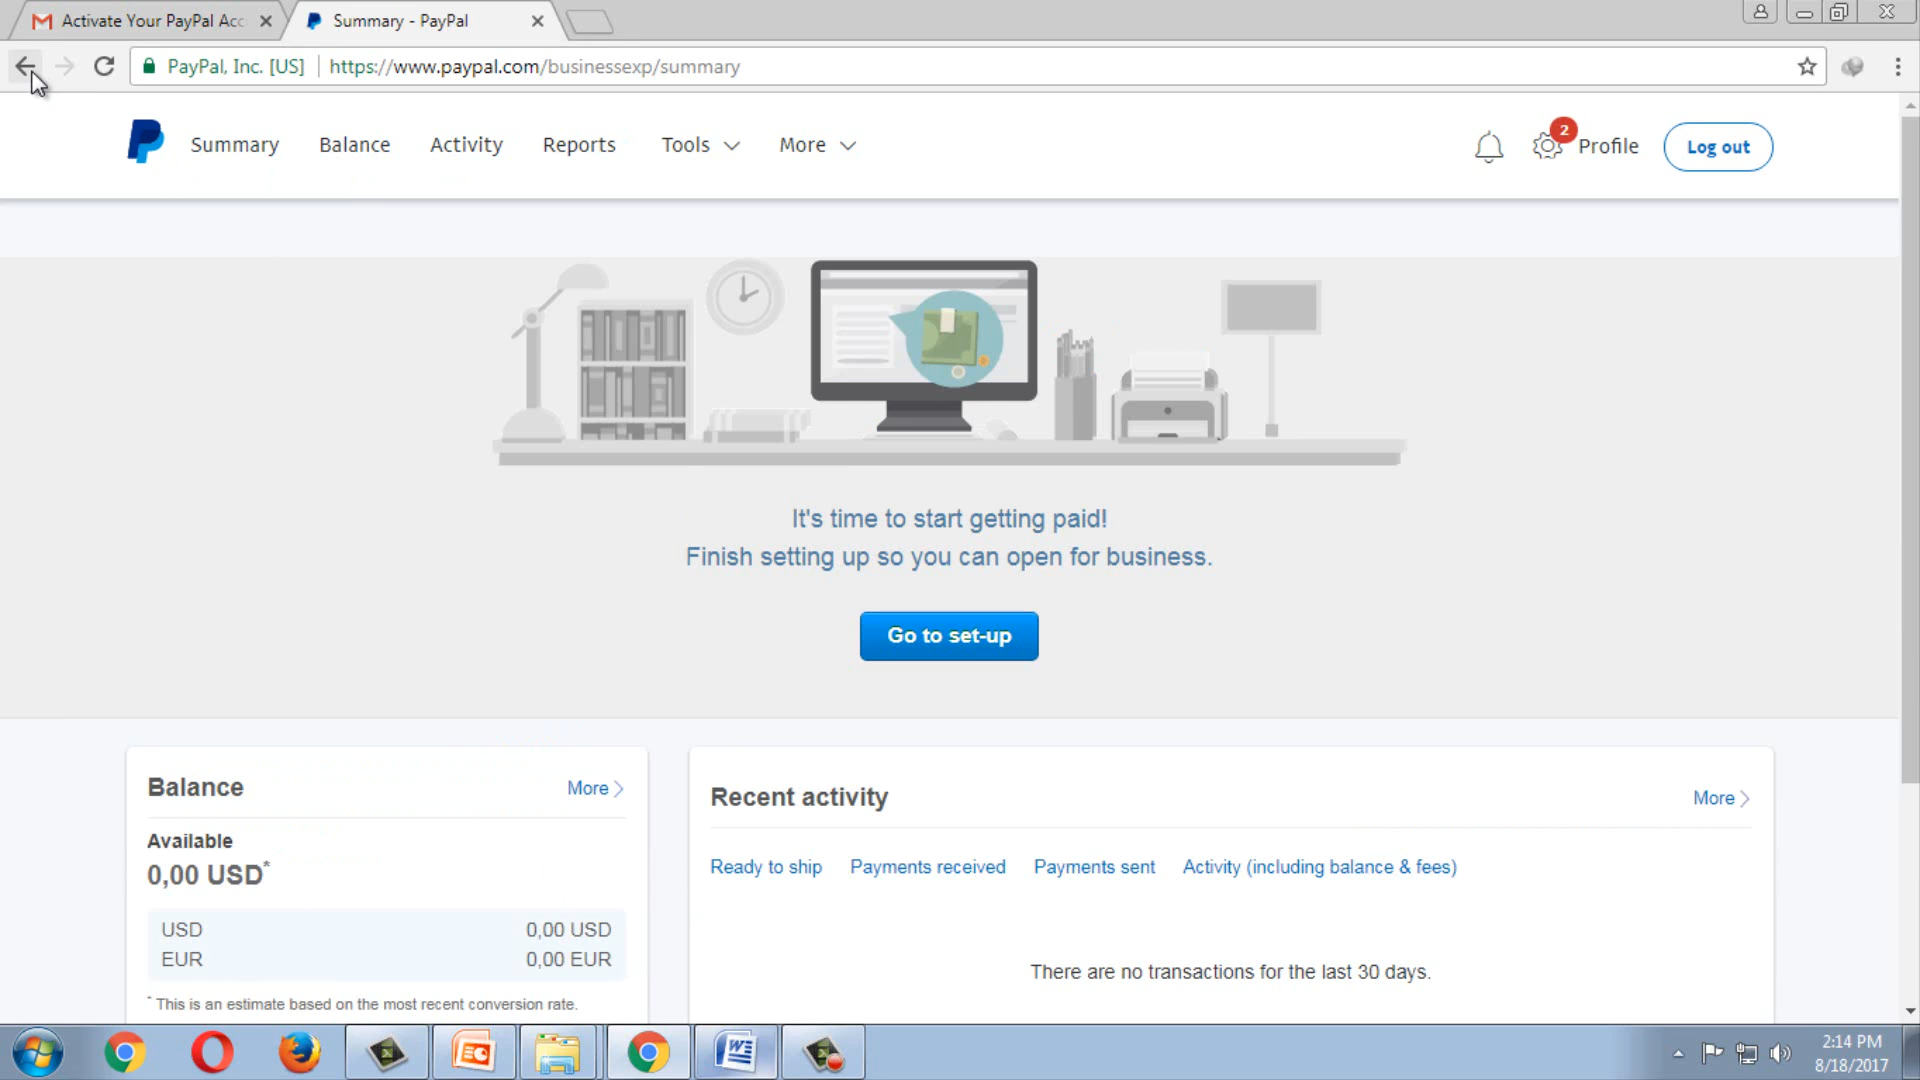 Activate Your PayPal Acc
Summary - PayPal
PayPal, Inc. [US]
https://www.paypal.com/businessexp/summary
Summary
Balance
Activity
Reports
Tools
More
2
Profile
Log out
It's time to start getting paid!
Finish setting up so you can open for business.
Go to set-up
Balance
More
Available
0,00 USD*
USD 0,00 USD
EUR 0,00 EUR
* This is an estimate based on the most recent conversion rate.
Recent activity
More
Ready to ship
Payments received
Payments sent
Activity (including balance & fees)
There are no transactions for the last 30 days.
2:14 PM
8/18/2017